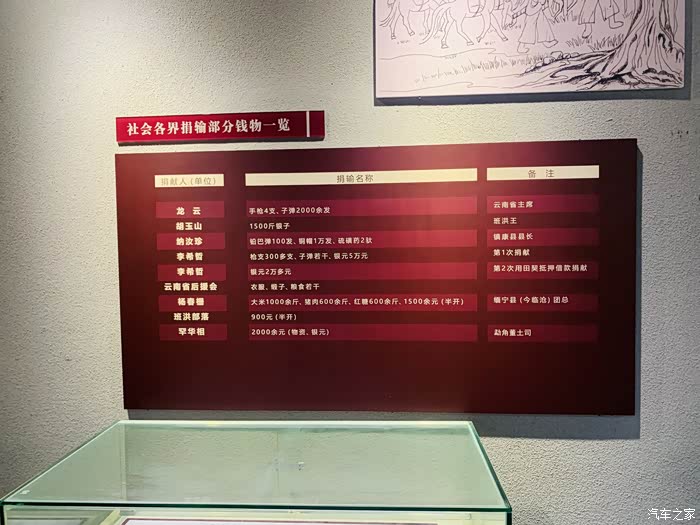 社会各界捐输部分钱物一览
捐献人（单位） 捐输名称 备 注
龙 云 手枪4支、子弹2000余发 云南省主席
胡玉山 1500斤银子 班洪王
纳汝珍 铅巴弹100发、铜帽1万发、硫磺药2驮 镇康县县长
李希哲 枪支300多支、子弹若干、银元5万元 第1次捐献
李希哲 银元2万多元 第2次用田契抵押借款捐献
云南省后援会 衣服、帽子、粮食若干
杨春 大米1000余斤、猪肉600余斤、红糖600余斤、1500余元（半开） 缅宁县（今临沧）团总
班洪部落 900元（半开）
罕华相 2000余元（物资、银元） 勐角董土司
汽车之家